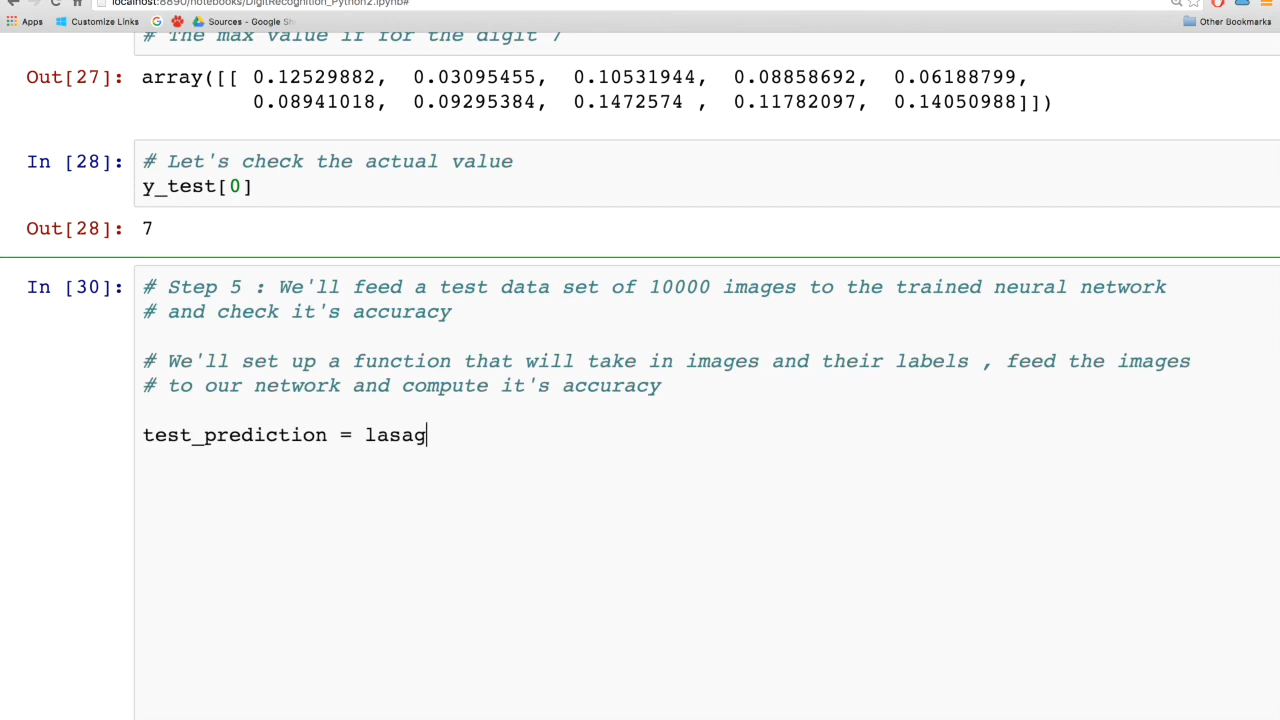 localhost:8890/notebooks/DigitRecognition_Python2.ipynb#
Apps Customize Links Sources - Google Sh Other Bookmarks
# The max value if for the digit 7
Out[27]: array([[ 0.12529882, 0.03095455, 0.10531944, 0.08858692, 0.06188799,
0.08941018, 0.09295384, 0.1472574 , 0.11782097, 0.14050988]])
In [28]: # Let's check the actual value
y_test[0]
Out[28]: 7
In [30]: # Step 5 : We'll feed a test data set of 10000 images to the trained neural network
# and check it's accuracy
# We'll set up a function that will take in images and their labels , feed the images
# to our network and compute it's accuracy
test_prediction = lasag